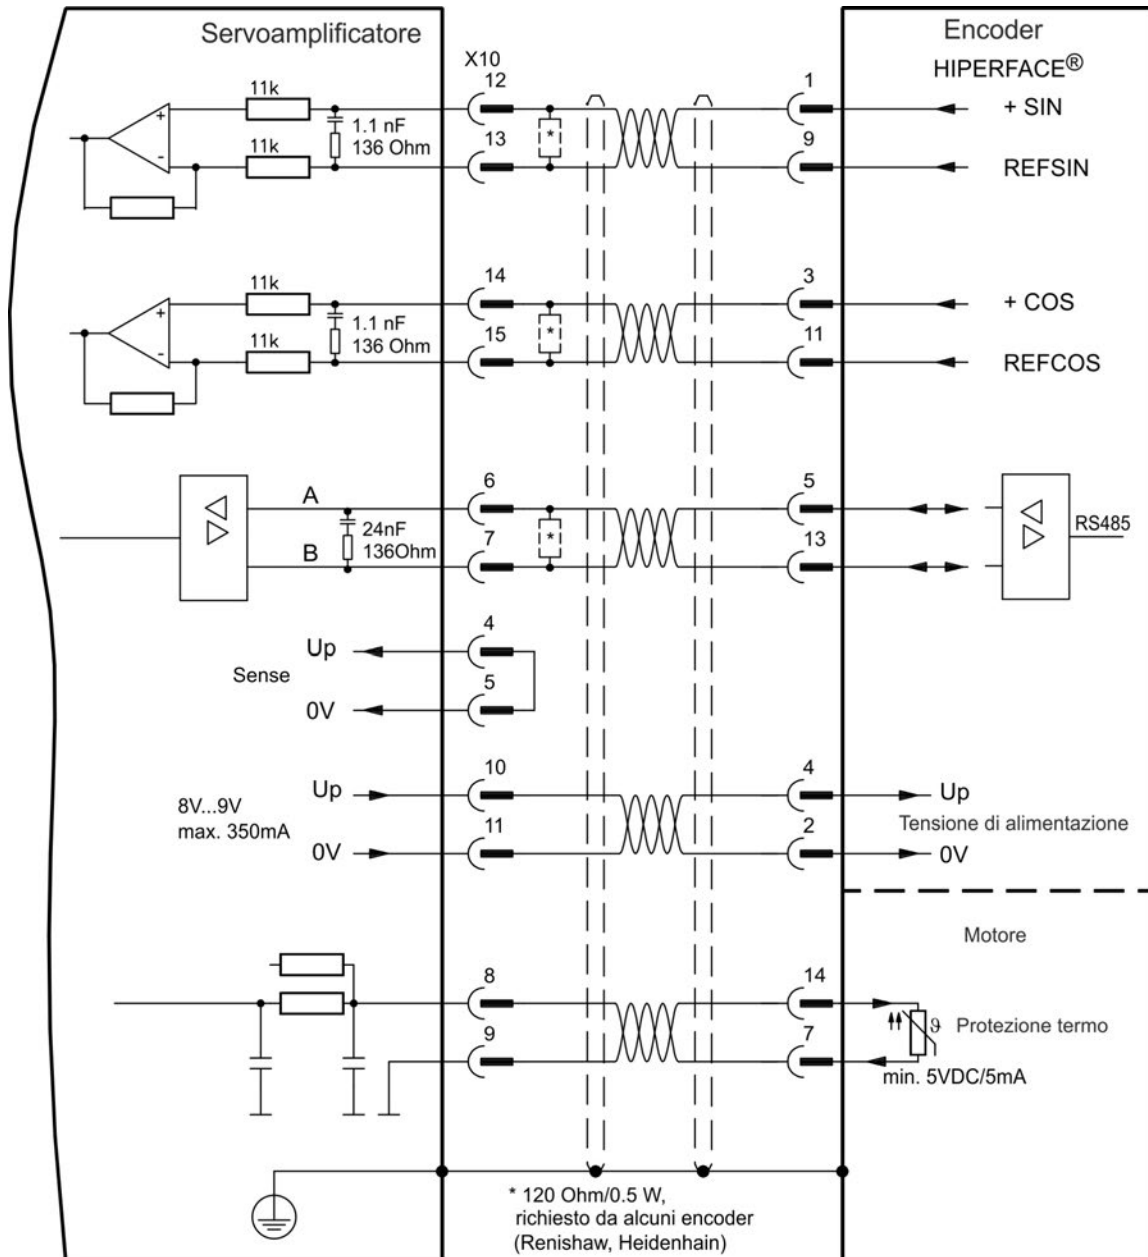 Servoamplificatore
Encoder
HIPERFACE®
X10
12
1
11k
+
1.1 nF
136 Ohm
*
+ SIN
13
9
11k
-
REFSIN
14
3
11k
+
1.1 nF
136 Ohm
*
+ COS
15
11
11k
-
REFCOS
6
5
A
24nF
136Ohm
*
RS485
7
13
B
4
Up
Sense
5
0V
10
4
Up
Up
8V...9V
max. 350mA
Tensione di alimentazione
11
2
0V
0V
Motore
8
14
ϑ
Protezione termo
9
7
min. 5VDC/5mA
* 120 Ohm/0.5 W,
richiesto da alcuni encoder
(Renishaw, Heidenhain)